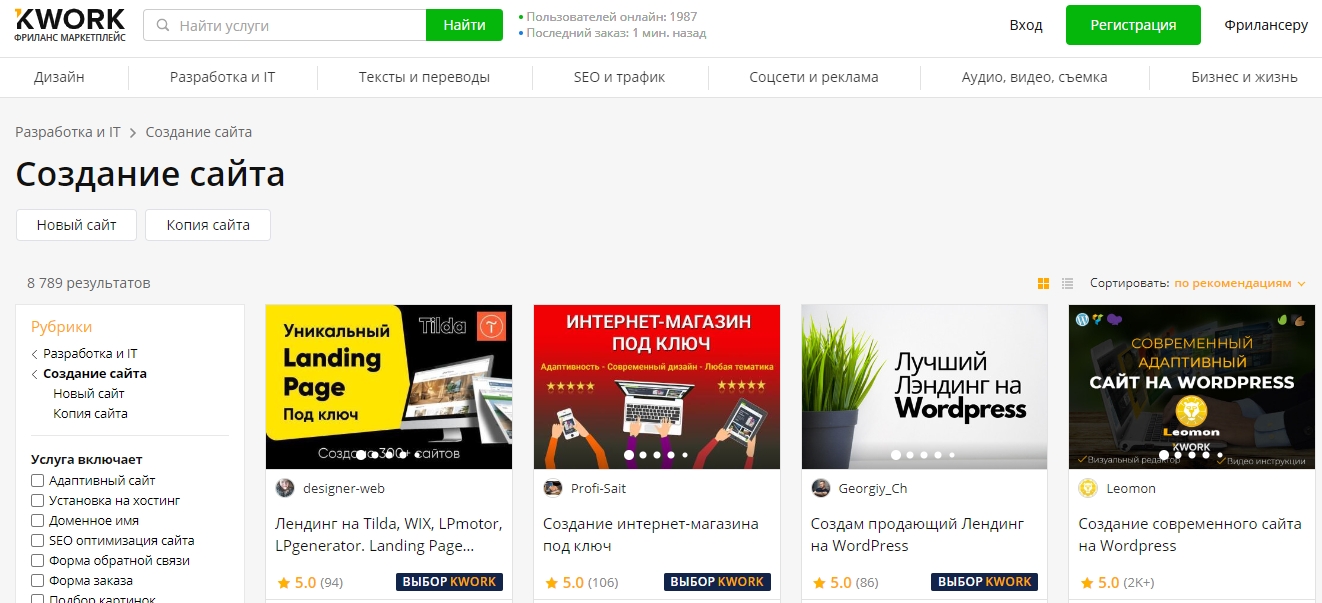 KWORK
ФРИЛАНС МАРКЕТПЛЕЙС
Найти услуги
Найти
Пользователей онлайн: 1987
Последний заказ: 1 мин. назад
Вход
Регистрация
Фрилансеру
Дизайн
Разработка и IT
Тексты и переводы
SEO и трафик
Соцсети и реклама
Аудио, видео, съемка
Бизнес и жизнь
Разработка и IT > Создание сайта
Создание сайта
Новый сайт
Копия сайта
8 789 результатов
Сортировать: по рекомендациям
Рубрики
Разработка и IT
Создание сайта
Новый сайт
Копия сайта
Услуга включает
Адаптивный сайт
Установка на хостинг
Доменное имя
SEO оптимизация сайта
Форма обратной связи
Форма заказа
Подбор картинок
Уникальный
Landing
Page
Под ключ
Tilda
300+ сайтов
designer-web
Лендинг на Tilda, WIX, LPmotor,
LPgenerator. Landing Page...
5.0 (94)
ВЫБОР KWORK
ИНТЕРНЕТ-МАГАЗИН
ПОД КЛЮЧ
Адаптивность - Современный дизайн - Любая тематика
Profi-Sait
Создание интернет-магазина
под ключ
5.0 (106)
ВЫБОР KWORK
Лучший
Лэндинг на
Wordpress
Georgiy_Ch
Создам продающий Лендинг
на WordPress
5.0 (86)
ВЫБОР KWORK
СОВРЕМЕННЫЙ
АДАПТИВНЫЙ
САЙТ НА WORDPRESS
Leomon
KWORK
Визуальный редактор
Видео инструкции
Leomon
Создание современного сайта
на Wordpress
5.0 (2K+)